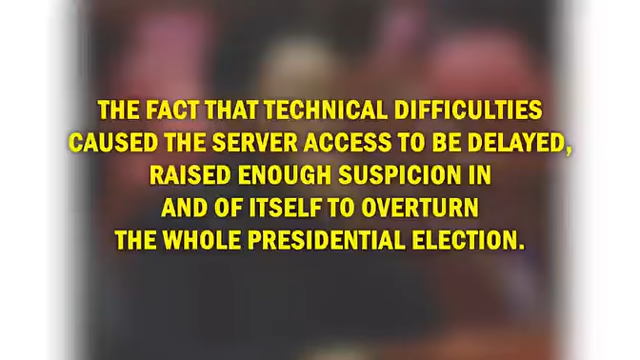 THE FACT THAT TECHNICAL DIFFICULTIES
CAUSED THE SERVER ACCESS TO BE DELAYED,
RAISED ENOUGH SUSPICION IN
AND OF ITSELF TO OVERTURN
THE WHOLE PRESIDENTIAL ELECTION.